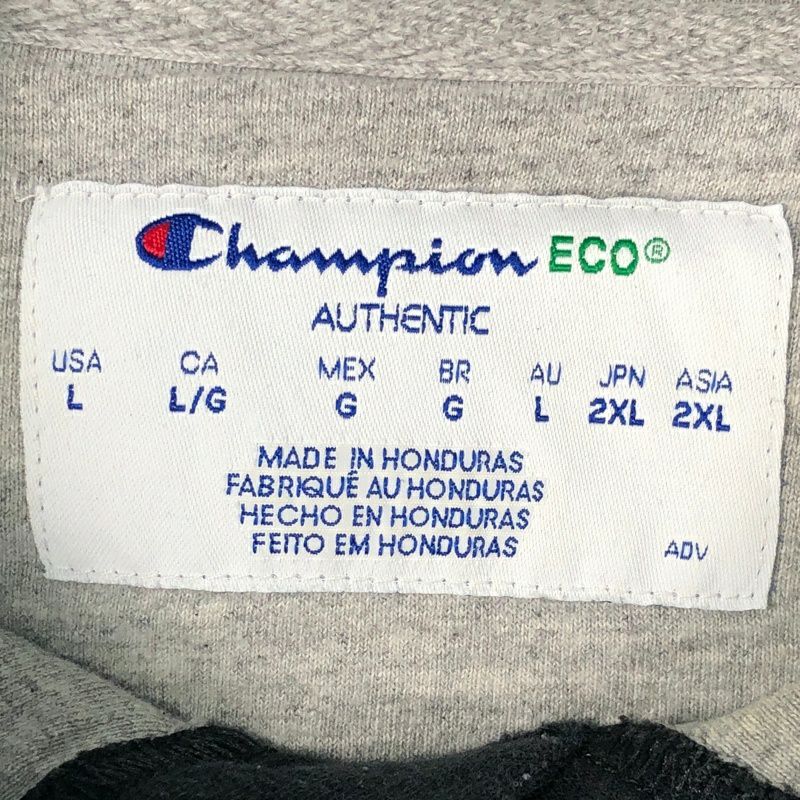 Champion ECO®
AUTHENTIC
USA CA MEX BR AU JPN ASIA
L L/G G G L 2XL 2XL
MADE IN HONDURAS
FABRIQUÉ AU HONDURAS
HECHO EN HONDURAS
FEITO EM HONDURAS
ADV